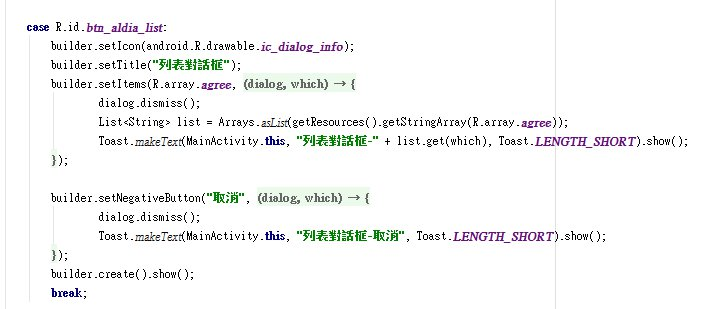 case R.id.btn_aldia_list:
builder.setIcon(android.R.drawable.ic_dialog_info);
builder.setTitle("列表對話框");
builder.setItems(R.array.agree, (dialog, which) → {
dialog.dismiss();
List<String> list = Arrays.asList(getResources().getStringArray(R.array.agree));
Toast.makeText(MainActivity.this, "列表對話框-" + list.get(which), Toast.LENGTH_SHORT).show();
});
builder.setNegativeButton("取消", (dialog, which) → {
dialog.dismiss();
Toast.makeText(MainActivity.this, "列表對話框-取消", Toast.LENGTH_SHORT).show();
});
builder.create().show();
break;